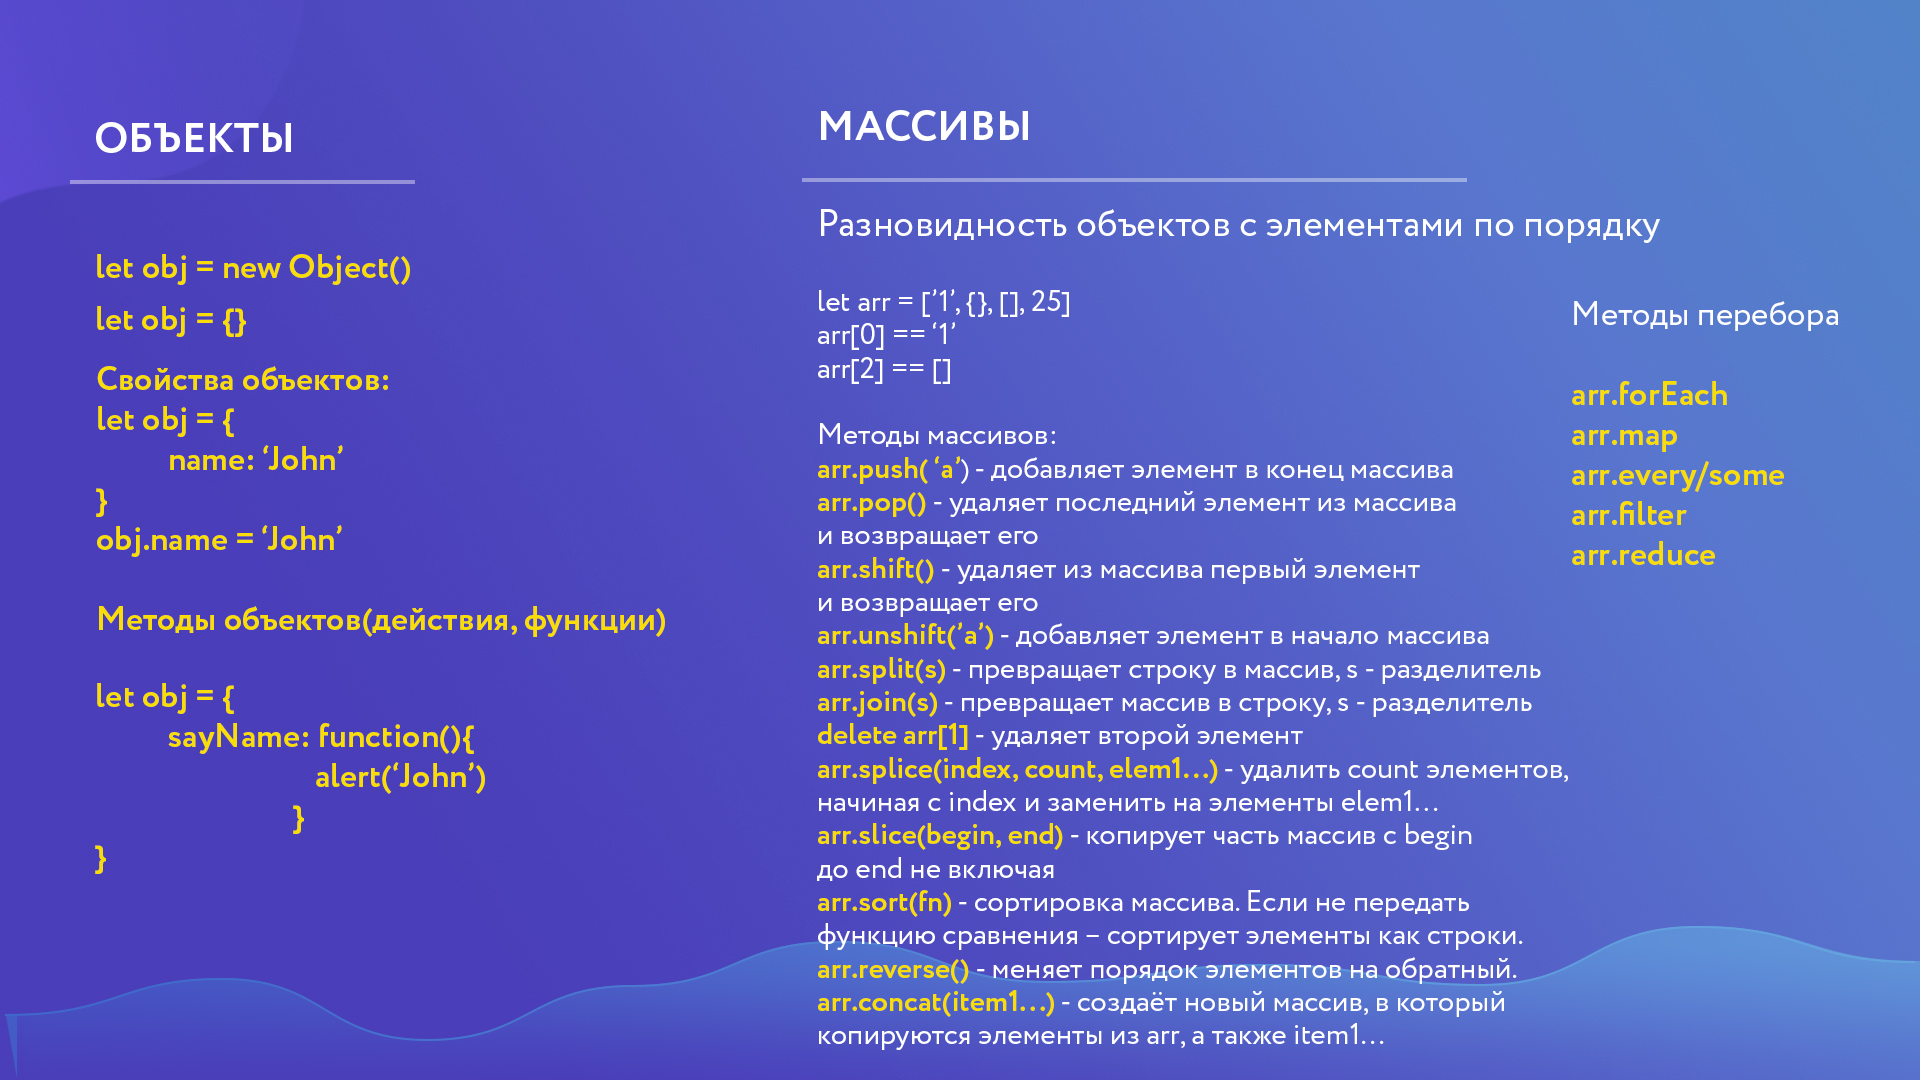 ОБЪЕКТЫ
let obj = new Object()
let obj = {}
Свойства объектов:
let obj = {
name: ‘John’
}
obj.name = ‘John’
Методы объектов(действия, функции)
let obj = {
sayName: function(){
alert(‘John’)
}
}
МАССИВЫ
Разновидность объектов с элементами по порядку
let arr = [’1’, {}, [], 25]
arr[0] == ‘1’
arr[2] == []
Методы массивов:
arr.push( ‘a’) - добавляет элемент в конец массива
arr.pop() - удаляет последний элемент из массива
и возвращает его
arr.shift() - удаляет из массива первый элемент
и возвращает его
arr.unshift(’a’) - добавляет элемент в начало массива
arr.split(s) - превращает строку в массив, s - разделитель
arr.join(s) - превращает массив в строку, s - разделитель
delete arr[1] - удаляет второй элемент
arr.splice(index, count, elem1...) - удалить count элементов,
начиная с index и заменить на элементы elem1...
arr.slice(begin, end) - копирует часть массив с begin
до end не включая
arr.sort(fn) - сортировка массива. Если не передать
функцию сравнения – сортирует элементы как строки.
arr.reverse() - меняет порядок элементов на обратный.
arr.concat(item1...) - создаёт новый массив, в который
копируются элементы из arr, а также item1...
Методы перебора
arr.forEach
arr.map
arr.every/some
arr.filter
arr.reduce